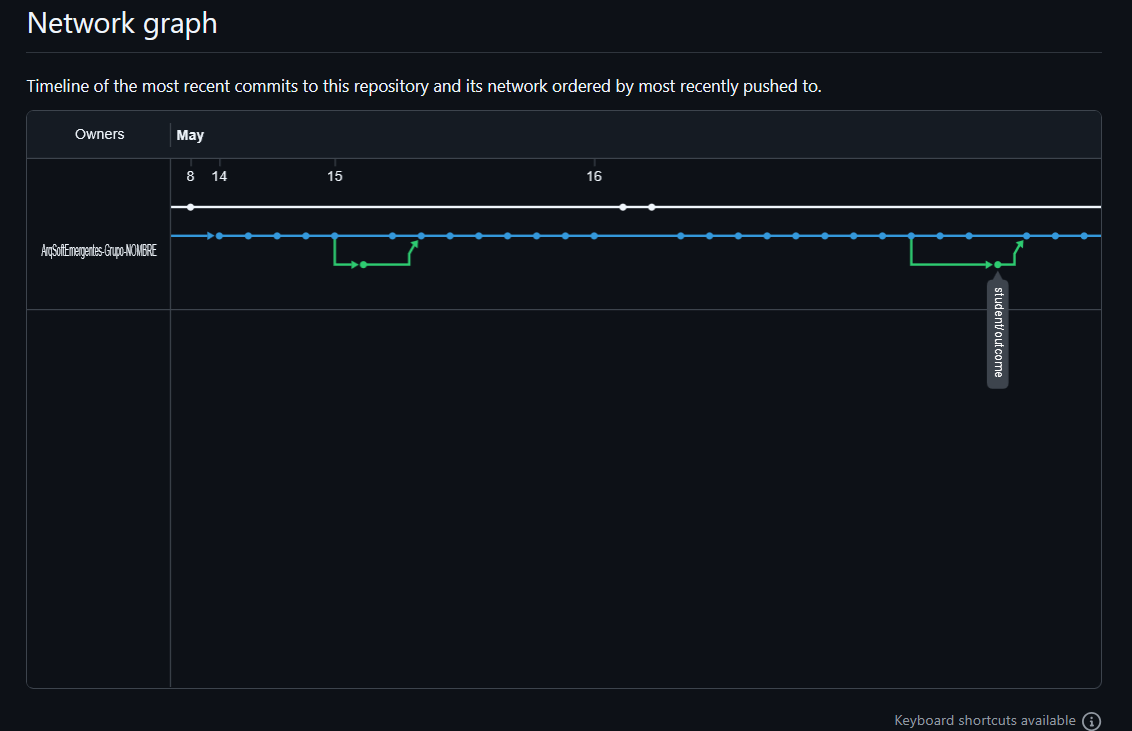 Network graph
Timeline of the most recent commits to this repository and its network ordered by most recently pushed to.
Owners
May
8 14 15 16
ArqSoftEmergentes-Grupo-NOMBRE
student/outcome
Keyboard shortcuts available